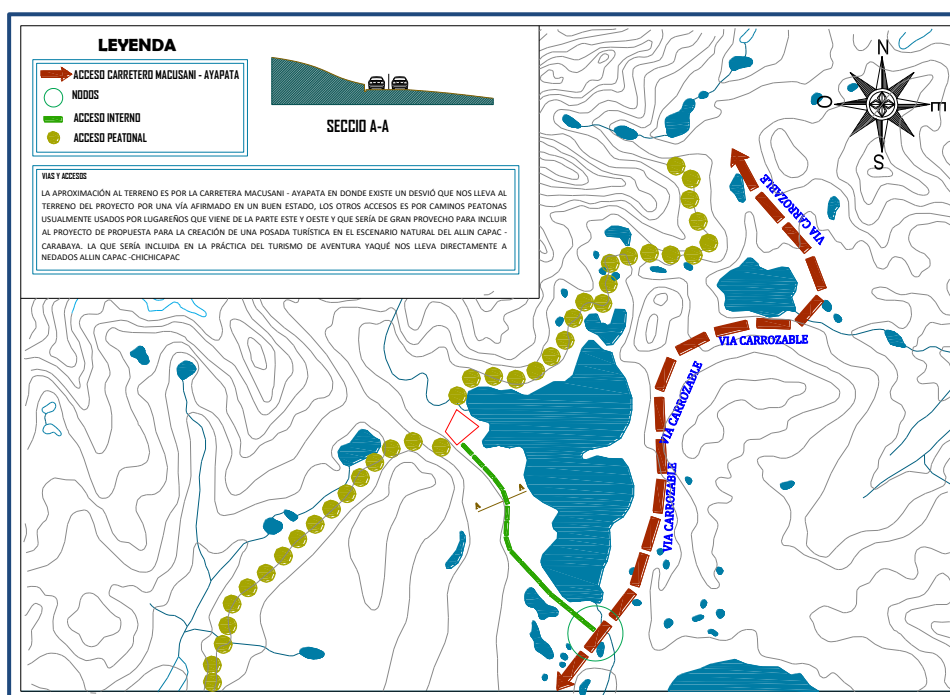 LEYENDA
ACCESO CARRETERO MACUSANI - AYAPATA
NODOS
ACCESO INTERNO
ACCESO PEATONAL
SECCIO A-A
VIAS Y ACCESOS
LA APROXIMACIÓN AL TERRENO ES POR LA CARRETERA MACUSANI - AYAPATA EN DONDE EXISTE UN DESVIÓ QUE NOS LLEVA AL
TERRENO DEL PROYECTO POR UNA VÍA AFIRMADO EN UN BUEN ESTADO, LOS OTROS ACCESOS ES POR CAMINOS PEATONAS
USUALMENTE USADOS POR LUGAREÑOS QUE VIENE DE LA PARTE ESTE Y OESTE Y QUE SERÍA DE GRAN PROVECHO PARA INCLUIR
AL PROYECTO DE PROPUESTA PARA LA CREACIÓN DE UNA POSADA TURÍSTICA EN EL ESCENARIO NATURAL DEL ALLIN CAPAC -
CARABAYA. LA QUE SERÍA INCLUIDA EN LA PRÁCTICA DEL TURISMO DE AVENTURA YAQUÉ NOS LLEVA DIRECTAMENTE A
NEDADOS ALLIN CAPAC -CHICHICAPAC
N
O
E
S
VIA CARROZABLE
VIA CARROZABLE
VIA CARROZABLE
VIA CARROZABLE
A
A